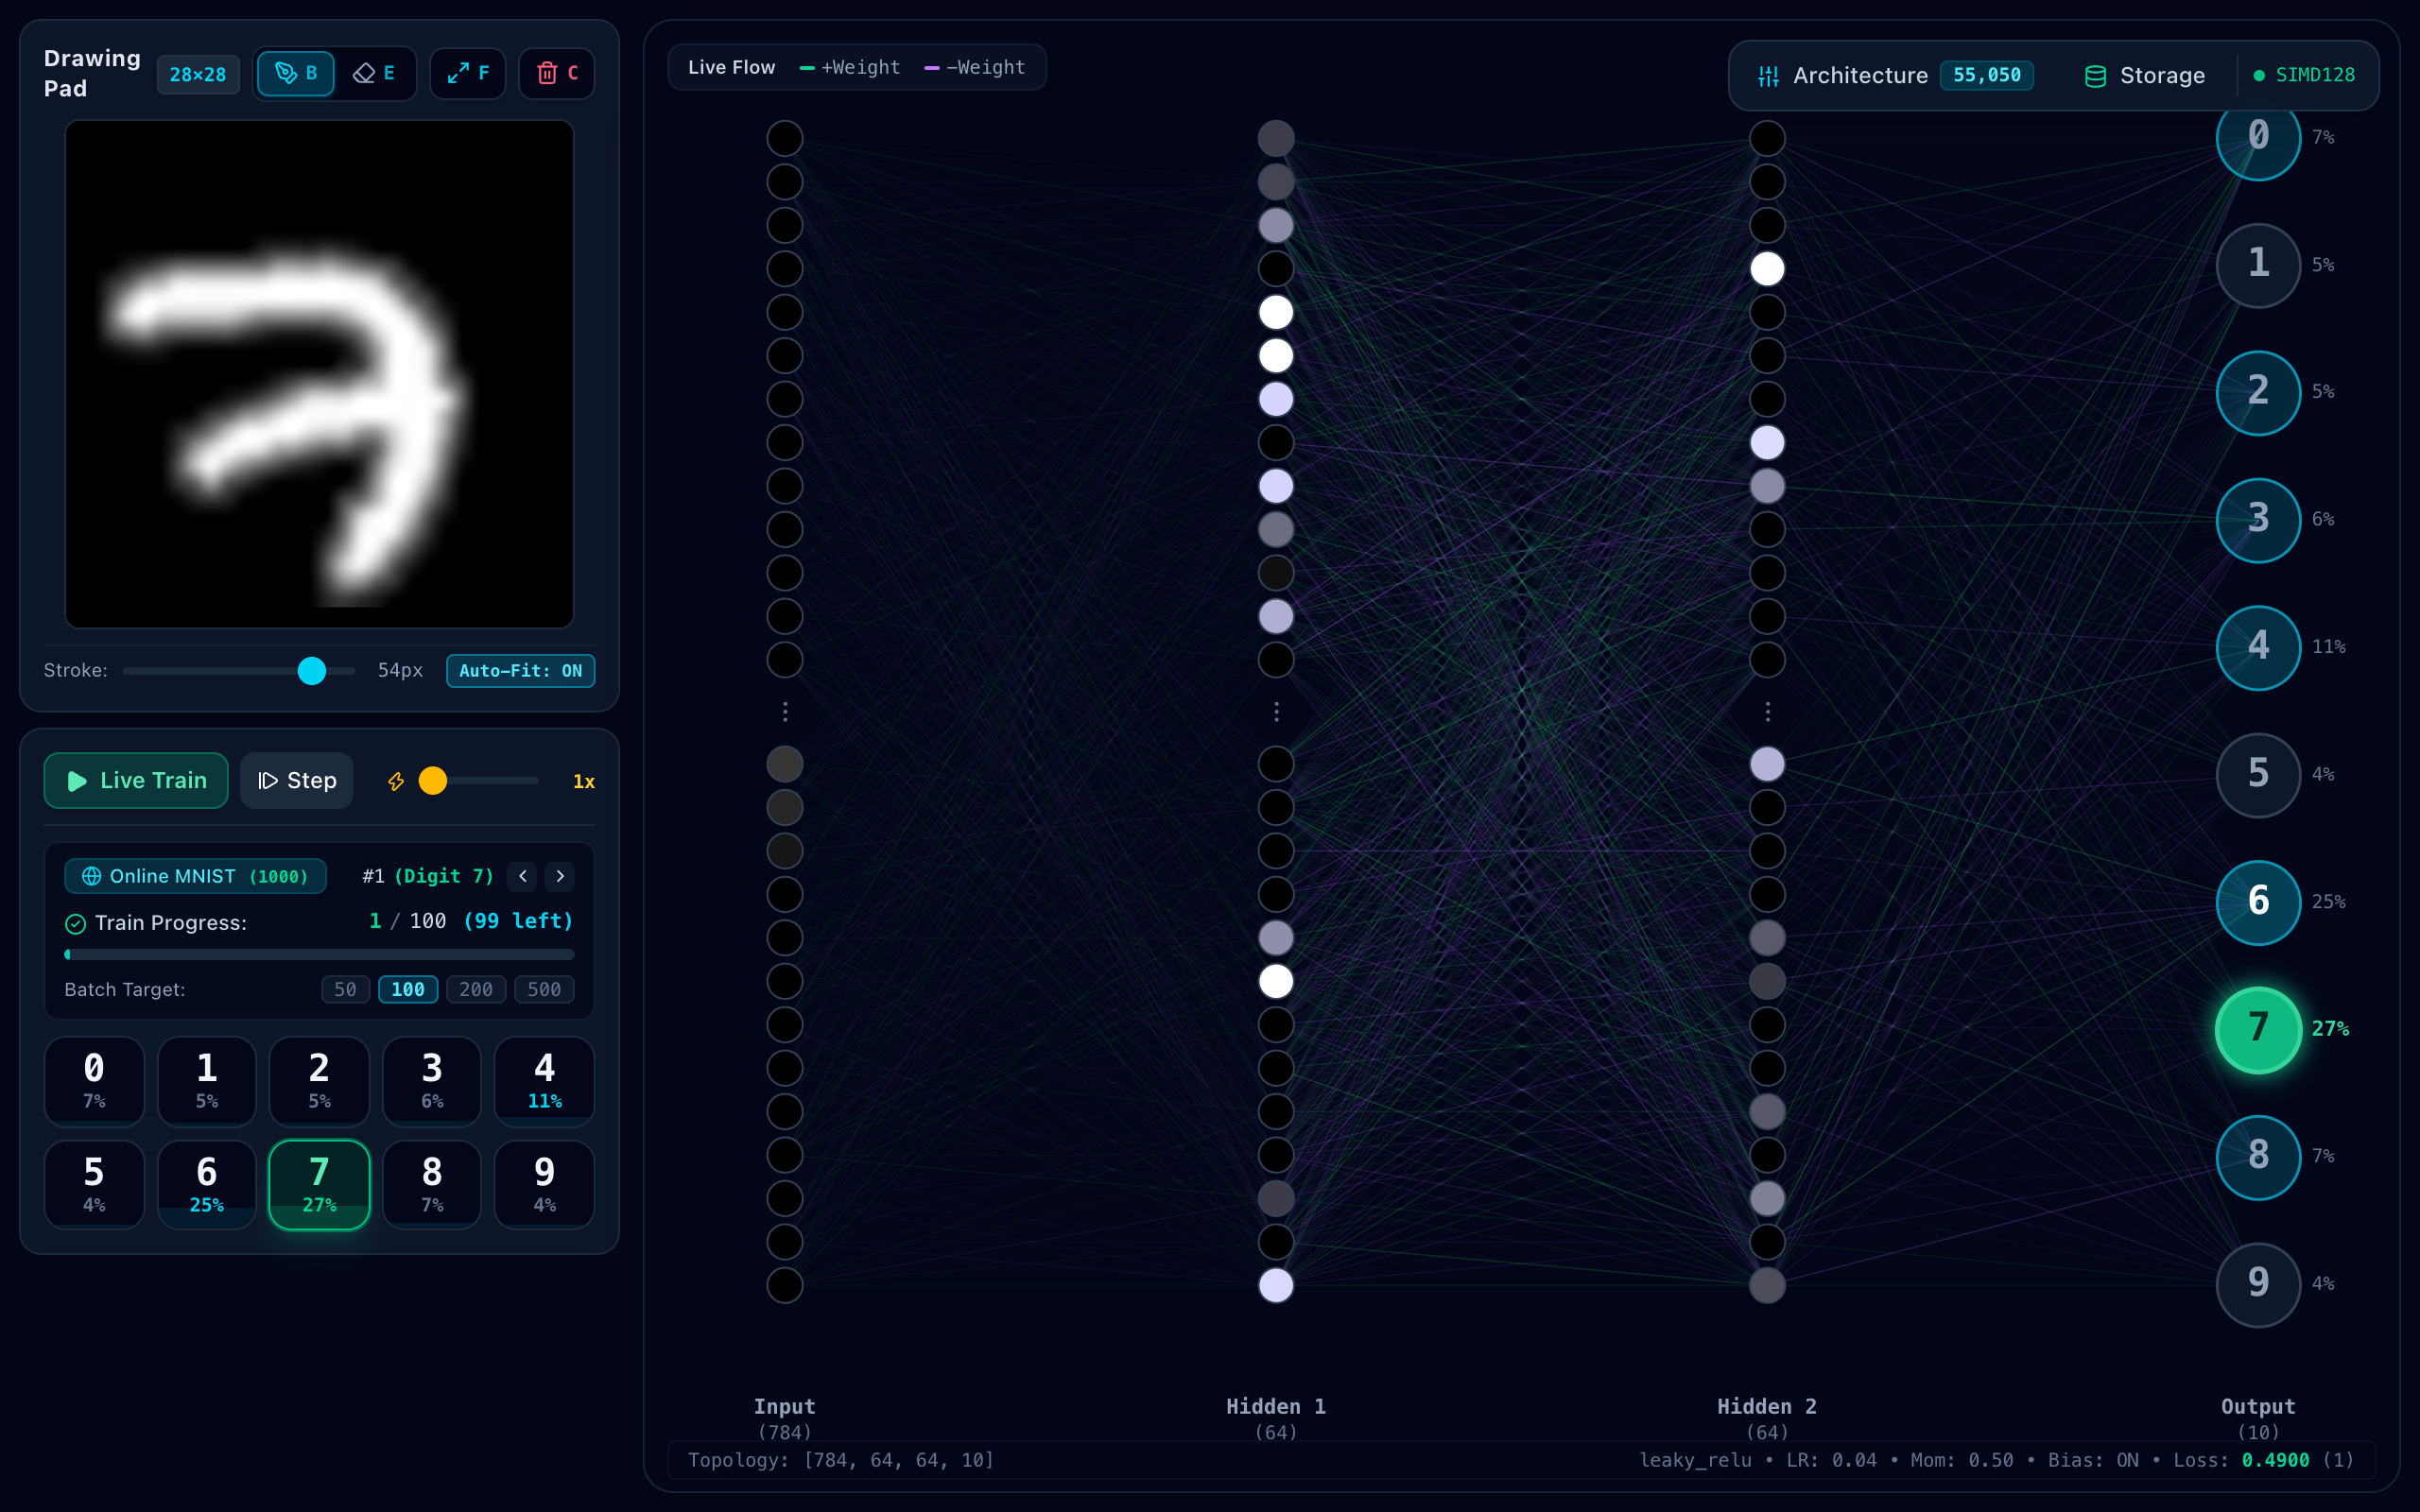 Drawing Pad 28×28 B E F C
Stroke: 54px Auto-Fit: ON
Live Train Step 1x
Online MNIST (1000) #1 (Digit 7)
Train Progress: 1 / 100 (99 left)
Batch Target: 50 100 200 500
0 1 2 3 4
7% 5% 5% 6% 11%
5 6 7 8 9
4% 25% 27% 7% 4%
Live Flow +Weight −Weight
Architecture 55,050 Storage SIMD128
0 7%
1 5%
2 5%
3 6%
4 11%
5 4%
6 25%
7 27%
8 7%
9 4%
Input Hidden 1 Hidden 2 Output
(784) (64) (64) (10)
Topology: [784, 64, 64, 10] leaky_relu • LR: 0.04 • Mom: 0.50 • Bias: ON • Loss: 0.4900 (1)